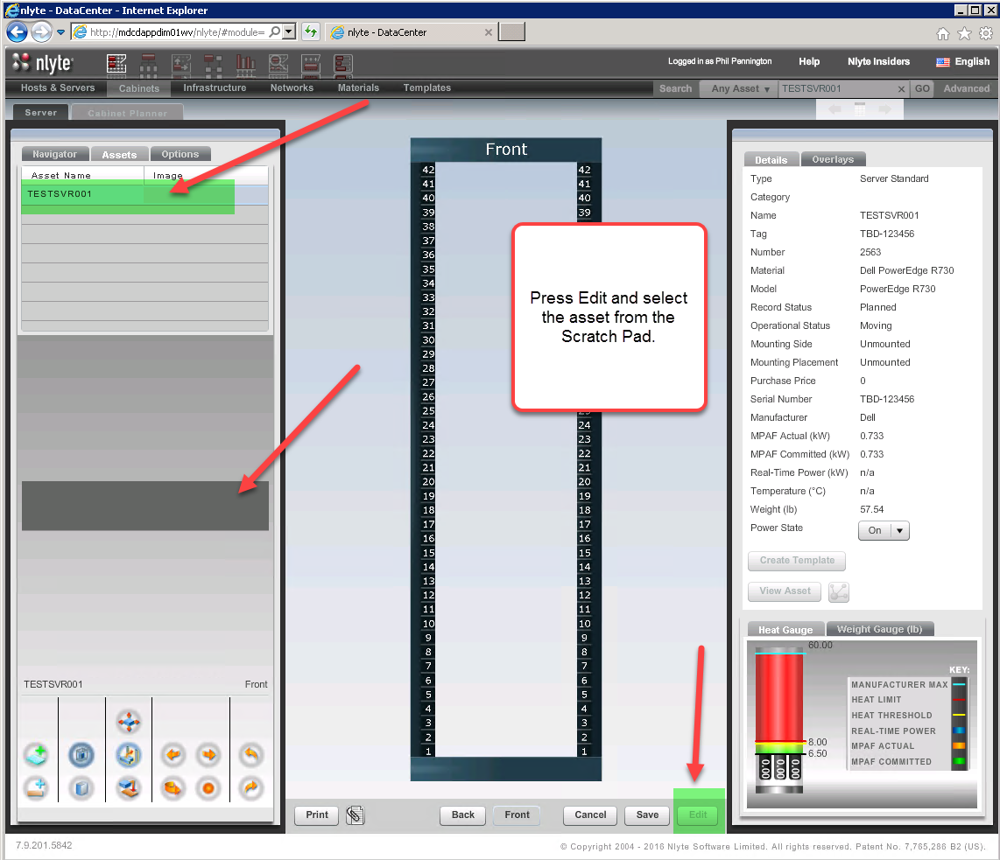 nlyte - DataCenter - Internet Explorer
http://mdcdappdim01wv/nlyte/#module=
nlyte - DataCenter
nlyte
Logged in as Phil Pennington
Help
Nlyte Insiders
English
Hosts & Servers
Cabinets
Infrastructure
Networks
Materials
Templates
Search
Any Asset
TESTSVR001
GO
Advanced
Server
Cabinet Planner
Navigator
Assets
Options
Asset Name
Image
TESTSVR001
TESTSVR001
Front
Front
42 42
41 41
40 40
39 39
38
37
36
35
34
33
32
31
30
29
28
27
26
25 25
24 24
23 23
22 22
21 21
20 20
19 19
18 18
17 17
16 16
15 15
14 14
13 13
12 12
11 11
10 10
9 9
8 8
7 7
6 6
5 5
4 4
3 3
2 2
1 1
Press Edit and select
the asset from the
Scratch Pad.
Print
Back
Front
Cancel
Save
Edit
Details
Overlays
Type Server Standard
Category
Name TESTSVR001
Tag TBD-123456
Number 2563
Material Dell PowerEdge R730
Model PowerEdge R730
Record Status Planned
Operational Status Moving
Mounting Side Unmounted
Mounting Placement Unmounted
Purchase Price 0
Serial Number TBD-123456
Manufacturer Dell
MPAF Actual (kW) 0.733
MPAF Committed (kW) 0.733
Real-Time Power (kW) n/a
Temperature (°C) n/a
Weight (lb) 57.54
Power State On
Create Template
View Asset
Heat Gauge
Weight Gauge (lb)
60.00
8.00
6.50
0.00
0.00
0.00
KEY:
MANUFACTURER MAX
HEAT LIMIT
HEAT THRESHOLD
REAL-TIME POWER
MPAF ACTUAL
MPAF COMMITTED
7.9.201.5842
© Copyright 2004 - 2016 Nlyte Software Limited. All rights reserved. Patent No. 7,765,286 B2 (US).